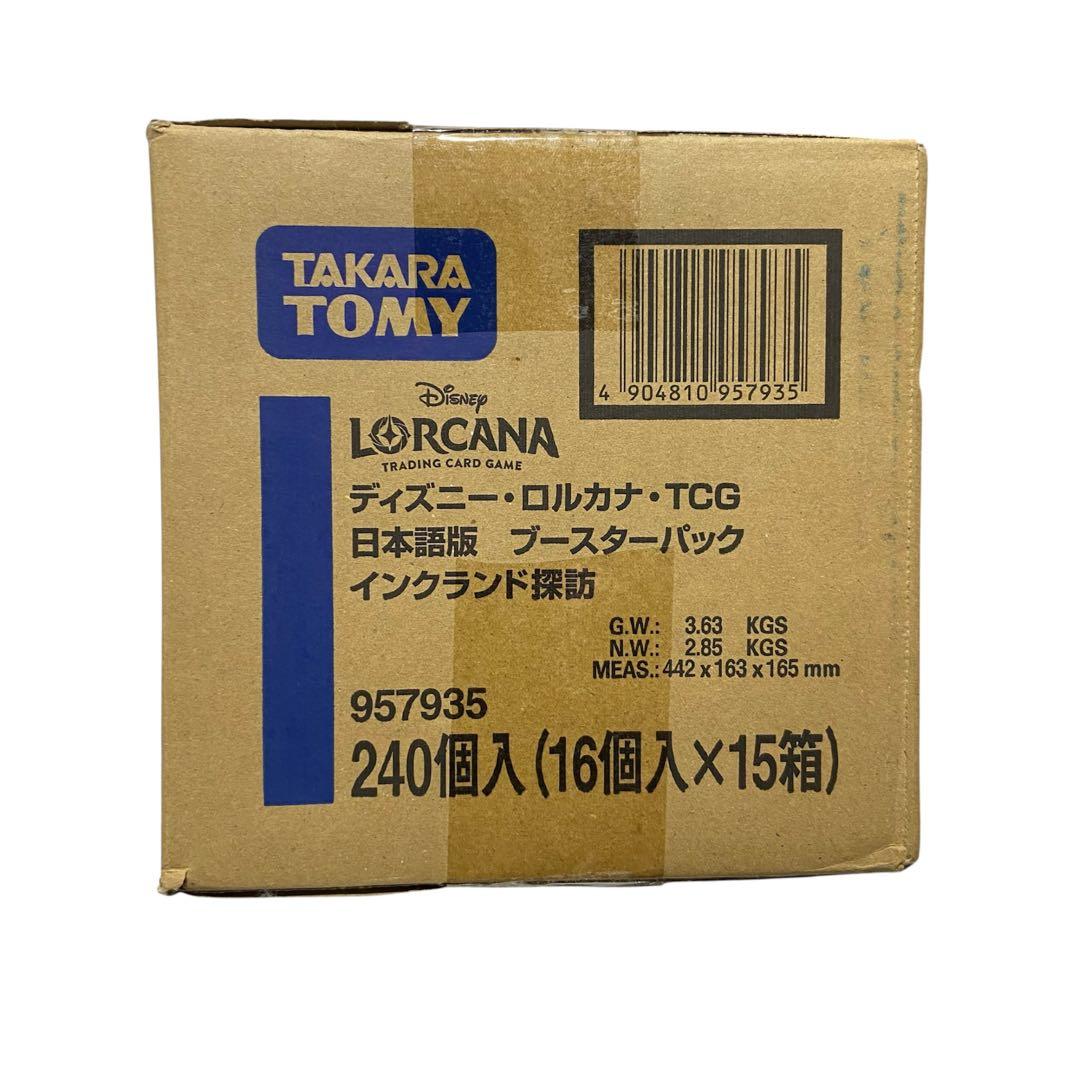 TAKARA
TOMY
4 904810 957935
Disney
LORCANA
TRADING CARD GAME
ディズニー・ロルカナ・TCG
日本語版 ブースターパック
インクランド探訪
G.W.: 3.63 KGS
N.W.: 2.85 KGS
MEAS.: 442 x 163 x 165 mm
957935
240個入(16個入×15箱)